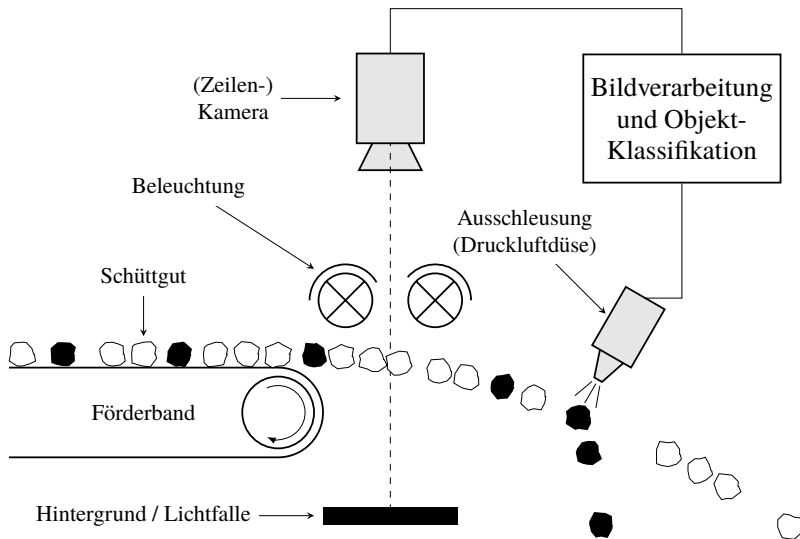 (Zeilen-)
Kamera
Bildverarbeitung
und Objekt-
Klassifikation
Beleuchtung
Ausschleusung
(Druckluftdüse)
Schüttgut
Förderband
Hintergrund / Lichtfalle